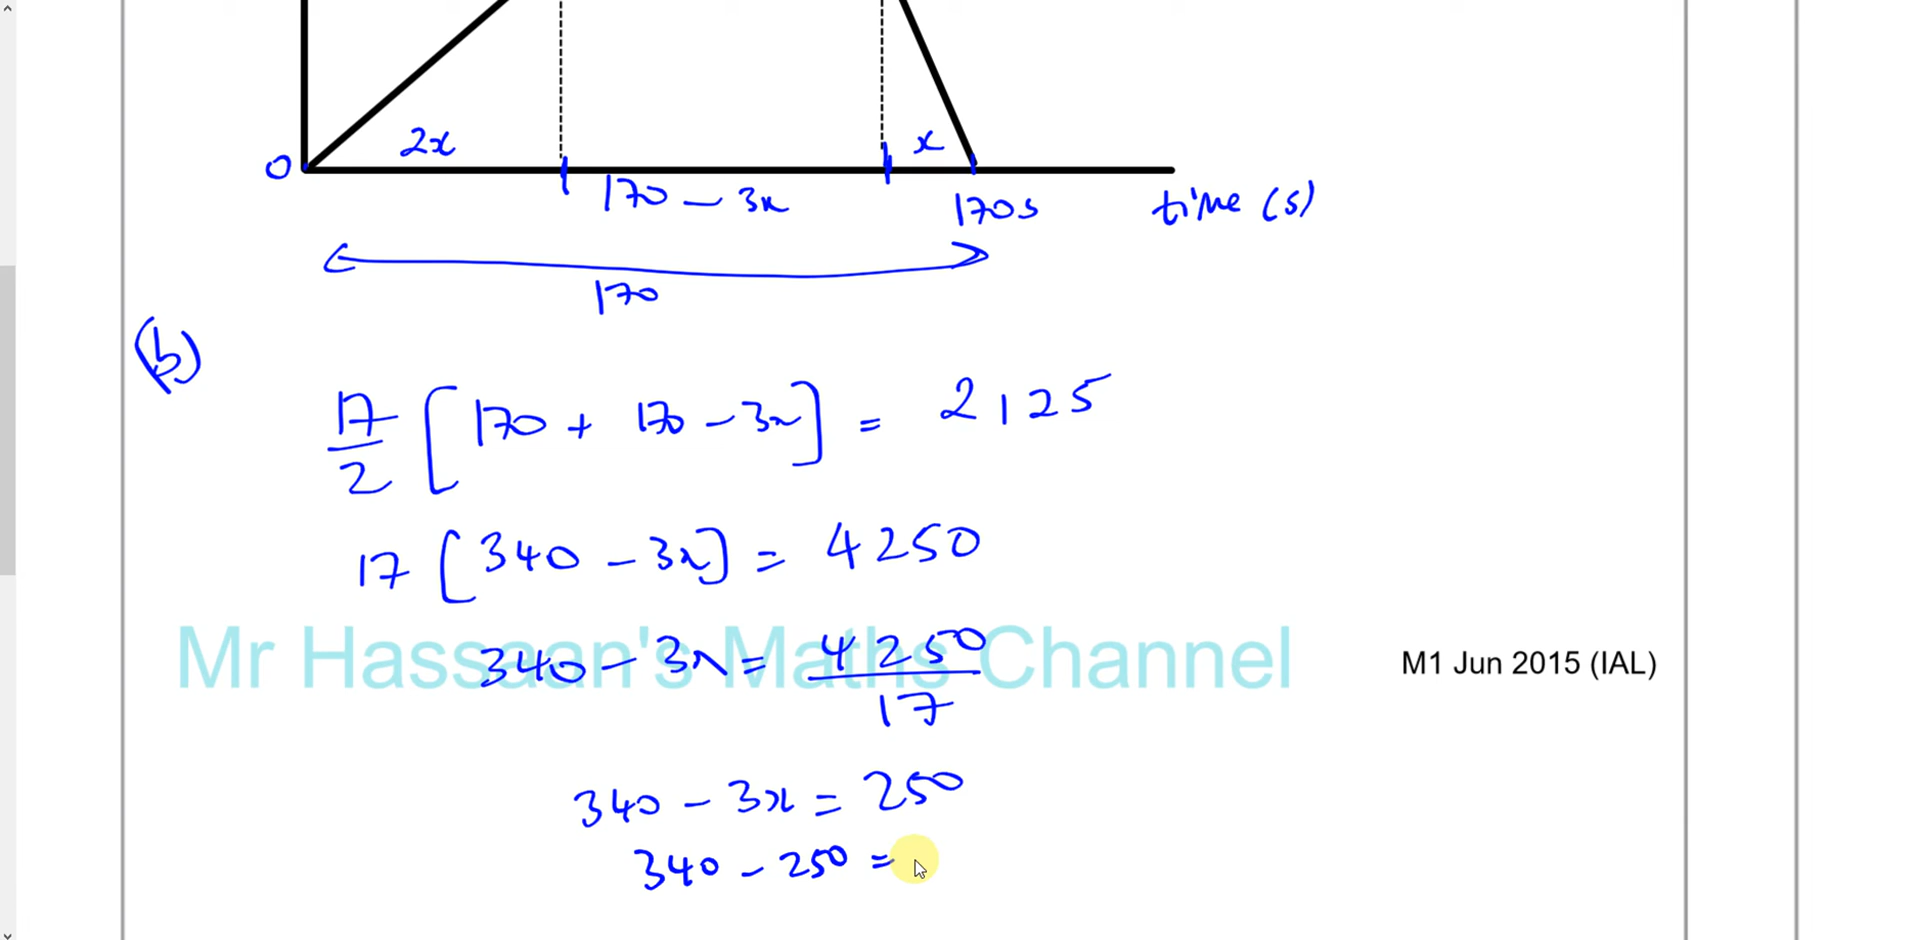 2x
x
0
170 - 3x
170s
time (s)
170
(b)
17/2 [170 + 170 - 3x] = 2125
17 [340 - 3x] = 4250
340 - 3x = 4250/17
Mr Hassaan's Maths Channel
M1 Jun 2015 (IAL)
340 - 3x = 250
340 - 250 =